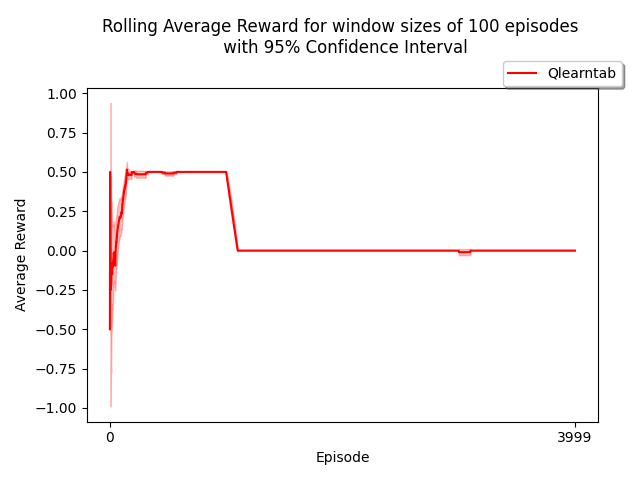 Rolling Average Reward for window sizes of 100 episodes
with 95% Confidence Interval
Qlearntab
1.00
0.75
0.50
0.25
0.00
−0.25
−0.50
−0.75
−1.00
Average Reward
0
3999
Episode